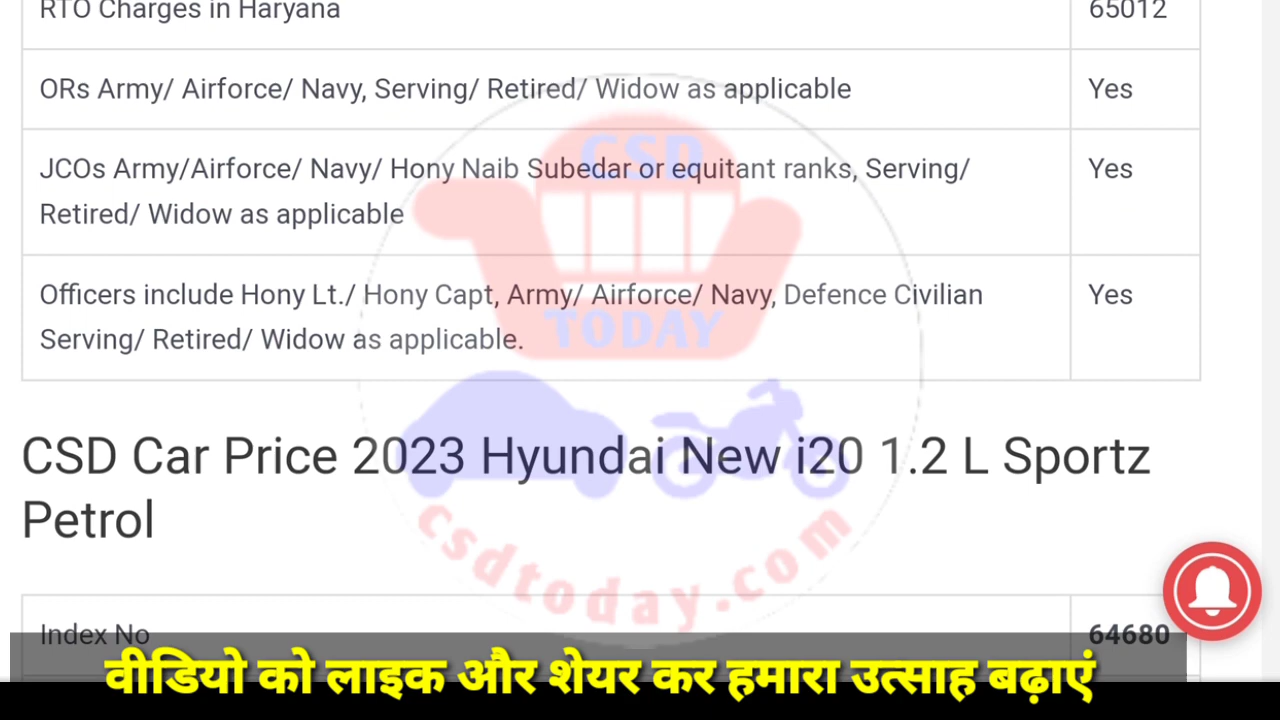 RTO Charges in Haryana 65012
ORs Army/ Airforce/ Navy, Serving/ Retired/ Widow as applicable Yes
JCOs Army/Airforce/ Navy/ Hony Naib Subedar or equitant ranks, Serving/ Yes
Retired/ Widow as applicable
Officers include Hony Lt./ Hony Capt, Army/ Airforce/ Navy, Defence Civilian Yes
Serving/ Retired/ Widow as applicable.
CSD
TODAY
csdtoday.com
CSD Car Price 2023 Hyundai New i20 1.2 L Sportz
Petrol
Index No 64680
वीडियो को लाइक और शेयर कर हमारा उत्साह बढ़ाएं